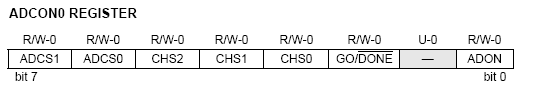 ADCON0 REGISTER
R/W-0 R/W-0 R/W-0 R/W-0 R/W-0 R/W-0 U-0 R/W-0
ADCS1 ADCS0 CHS2 CHS1 CHS0 GO/DONE — ADON
bit 7 bit 0